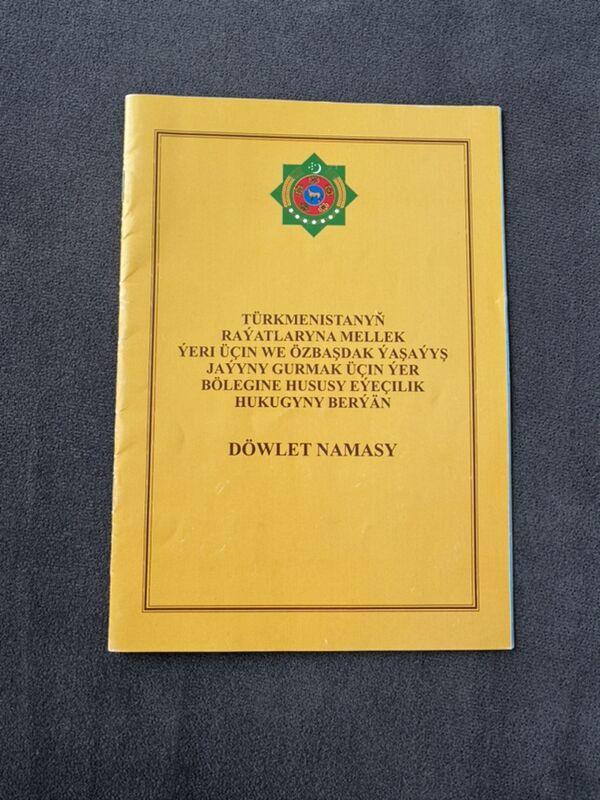 TÜRKMENISTANYŇ
RAÝATLARYNA MELLEK
ÝERI ÜÇIN WE ÖZBAŞDAK ÝAŞAÝYŞ
JAÝYNY GURMAK ÜÇIN ÝER
BÖLEGINE HUSUSY EÝEÇILIK
HUKUGYNY BERÝÄN
DÖWLET NAMASY